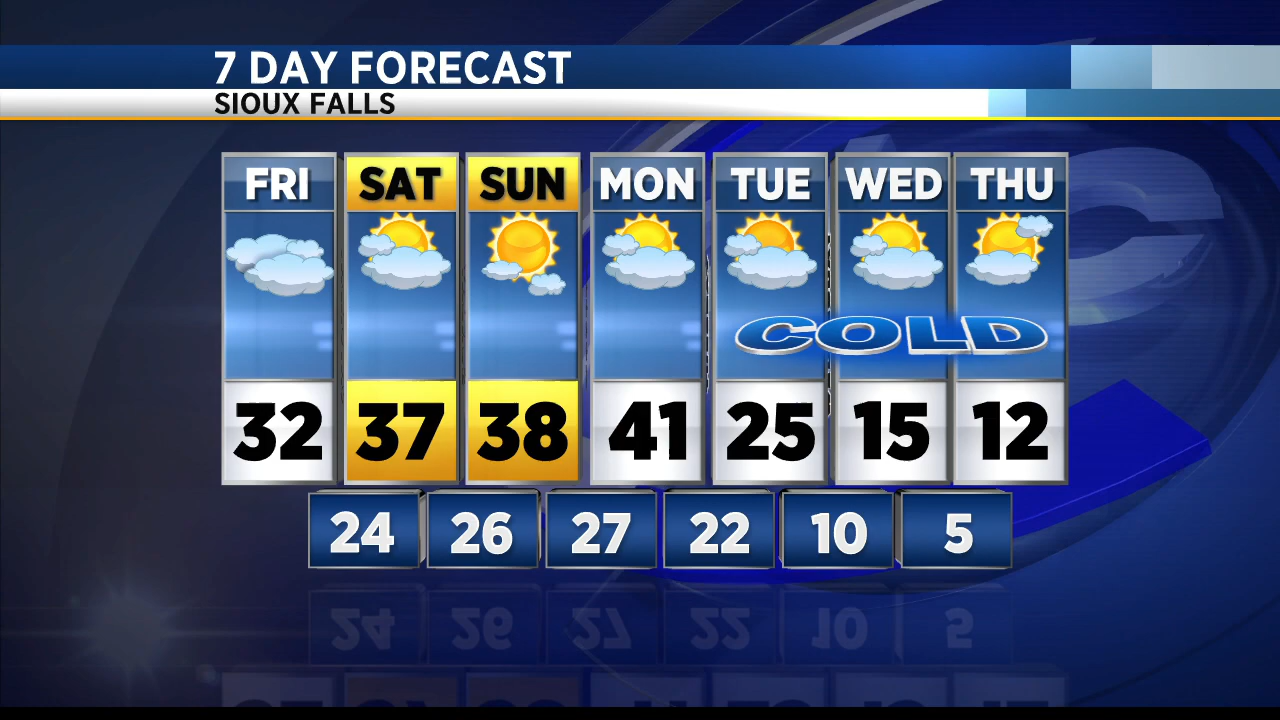 7 DAY FORECAST
SIOUX FALLS
FRI SAT SUN MON TUE WED THU
COLD
32 37 38 41 25 15 12
24 26 27 22 10 5